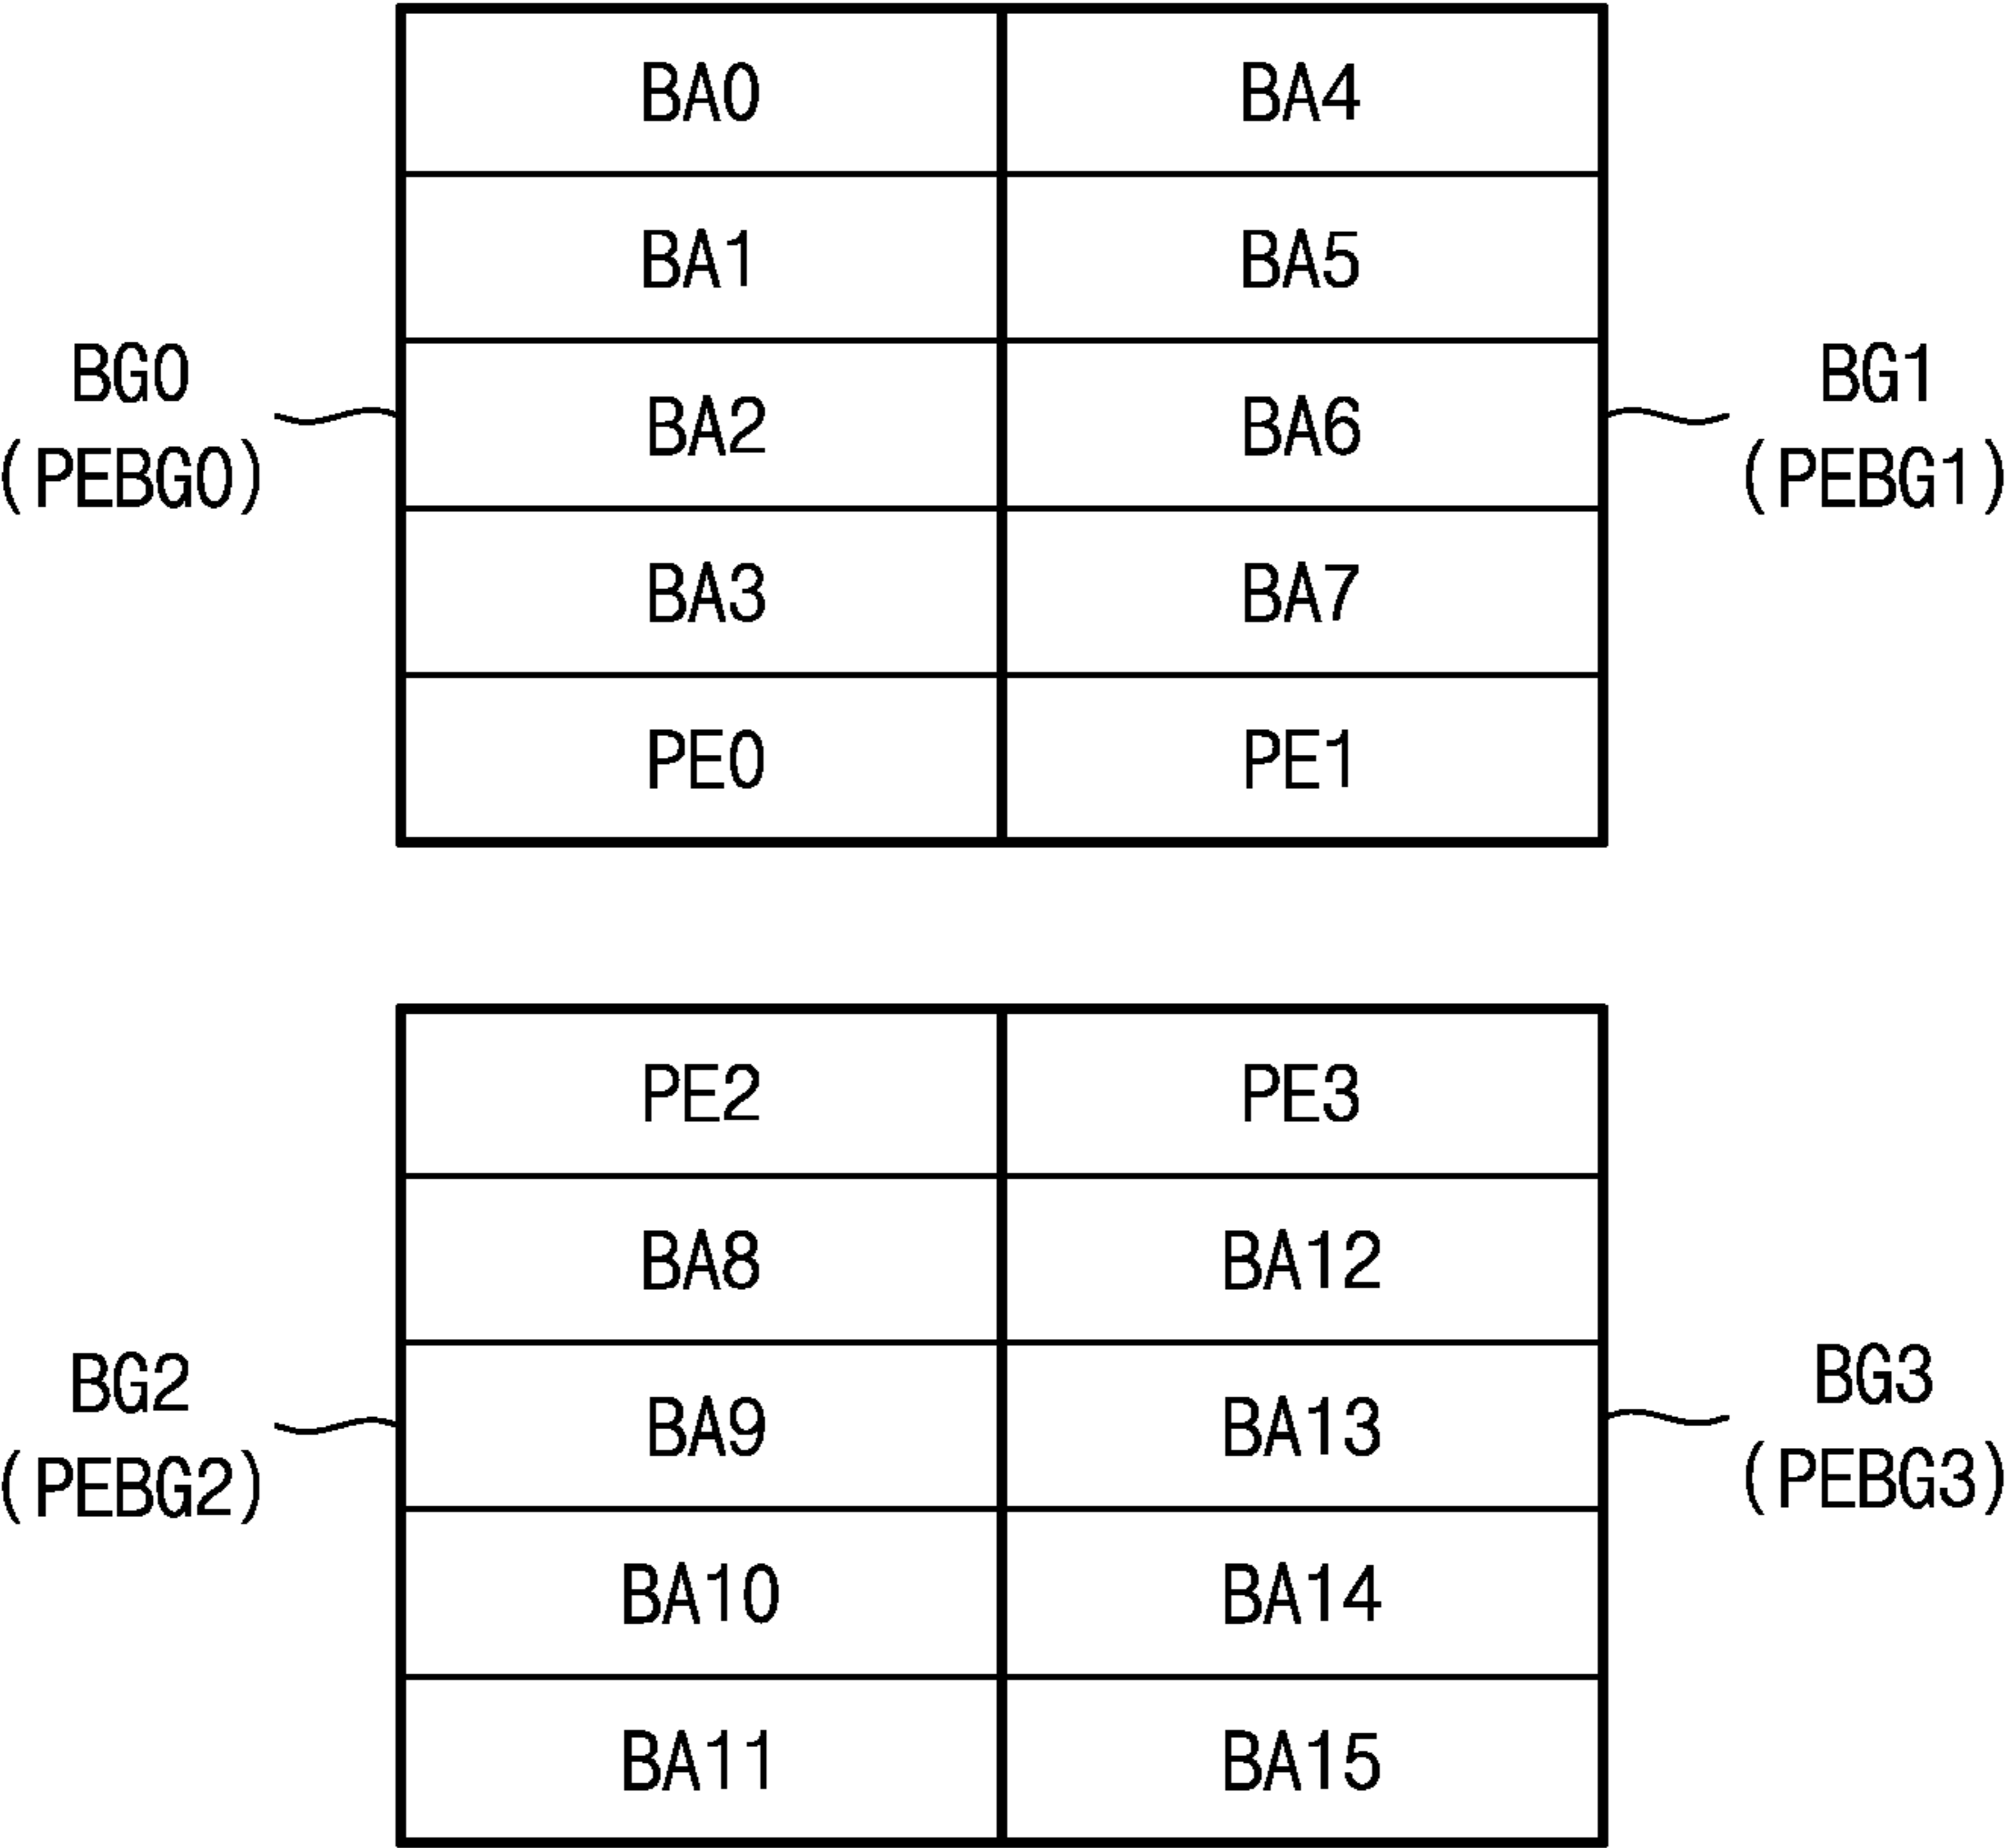 BA0 BA4
BA1 BA5
BG0 BG1
BA2 BA6
(PEBG0) (PEBG1)
BA3 BA7
PE0 PE1
PE2 PE3
BA8 BA12
BG2 BG3
BA9 BA13
(PEBG2) (PEBG3)
BA10 BA14
BA11 BA15